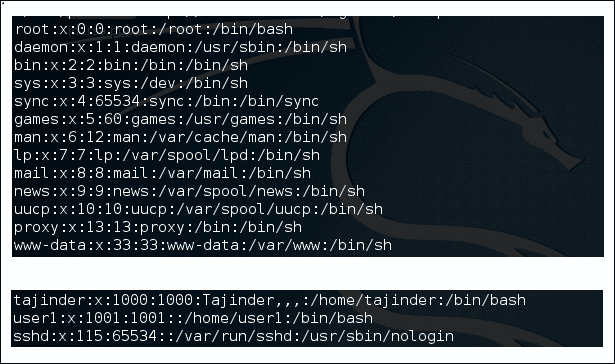 root:x:0:0:root:/root:/bin/bash
daemon:x:1:1:daemon:/usr/sbin:/bin/sh
bin:x:2:2:bin:/bin:/bin/sh
sys:x:3:3:sys:/dev:/bin/sh
sync:x:4:65534:sync:/bin:/bin/sync
games:x:5:60:games:/usr/games:/bin/sh
man:x:6:12:man:/var/cache/man:/bin/sh
lp:x:7:7:lp:/var/spool/lpd:/bin/sh
mail:x:8:8:mail:/var/mail:/bin/sh
news:x:9:9:news:/var/spool/news:/bin/sh
uucp:x:10:10:uucp:/var/spool/uucp:/bin/sh
proxy:x:13:13:proxy:/bin:/bin/sh
www-data:x:33:33:www-data:/var/www:/bin/sh
tajinder:x:1000:1000:Tajinder,,,:/home/tajinder:/bin/bash
user1:x:1001:1001::/home/user1:/bin/bash
sshd:x:115:65534::/var/run/sshd:/usr/sbin/nologin